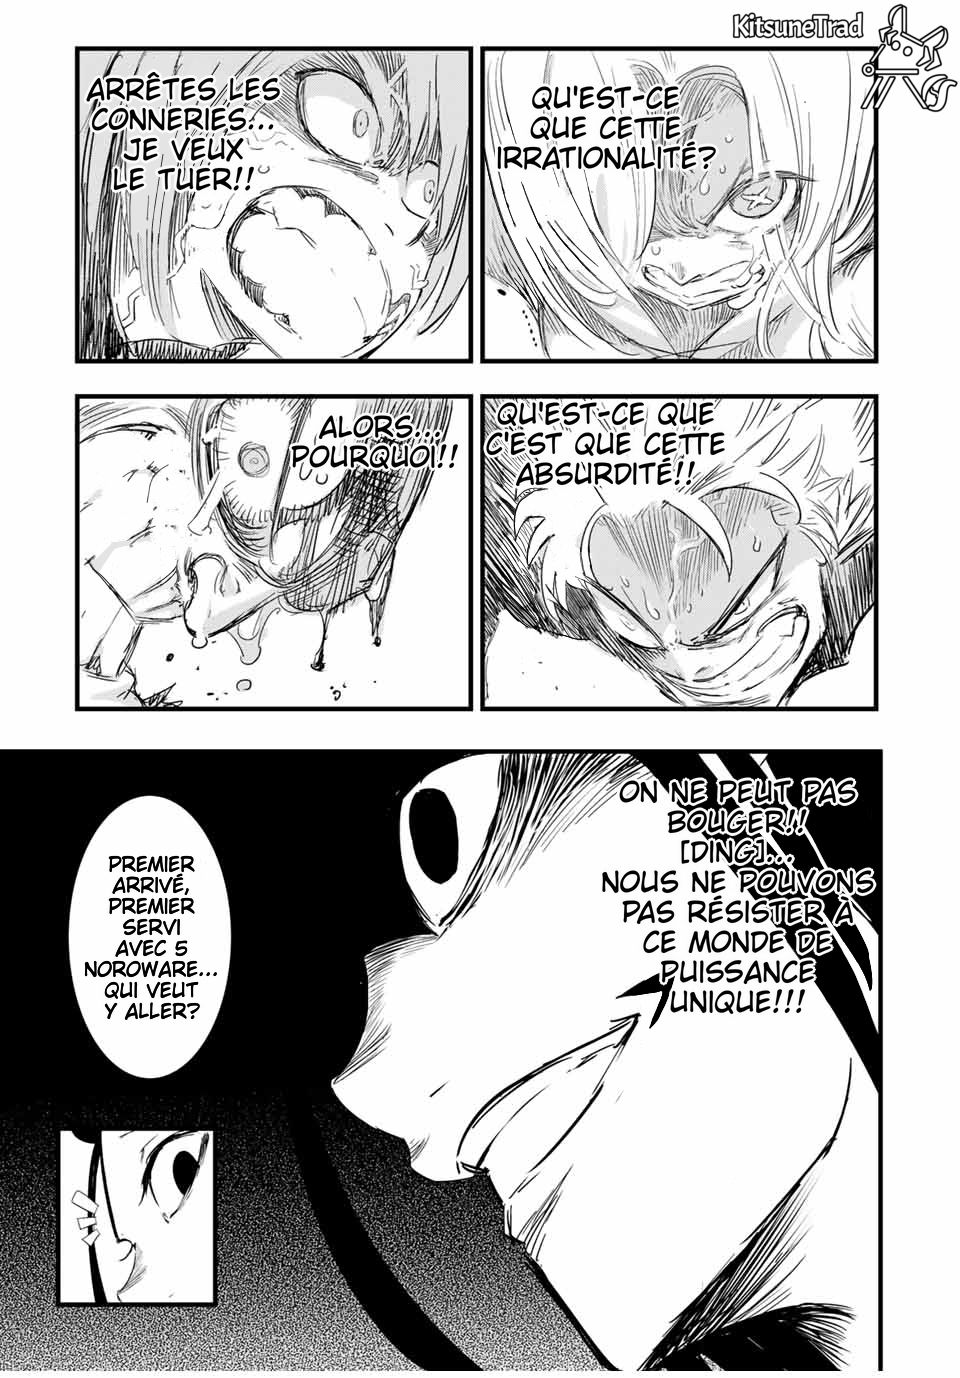 KitsuneTrad
QU'EST-CE
QUE CETTE
IRRATIONALITÉ?
ARRÊTES LES
CONNERIES...
JE VEUX
LE TUER!!
QU'EST-CE QUE
C'EST QUE CETTE
ABSURDITÉ!!
ALORS...
POURQUOI!!
ON NE PEUT PAS
BOUGER!!
[DING]...
NOUS NE POUVONS
PAS RÉSISTER À
CE MONDE DE
PUISSANCE
UNIQUE!!!
PREMIER
ARRIVÉ,
PREMIER
SERVI
AVEC 5
NOROWARE...
QUI VEUT
Y ALLER?